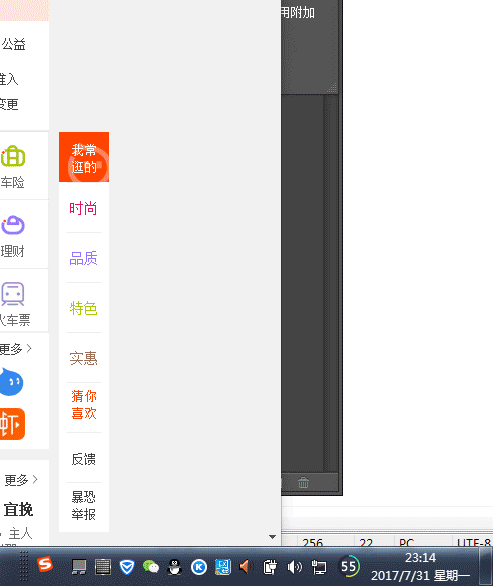 用附加
公益
变更
车险
理财
火车票
更多
更多
宜换
主人
我常
逛的
时尚
品质
特色
实惠
猜你
喜欢
反馈
暴恐
举报
256
22
PC
UTF-8
55
23:14
2017/7/31 星期一